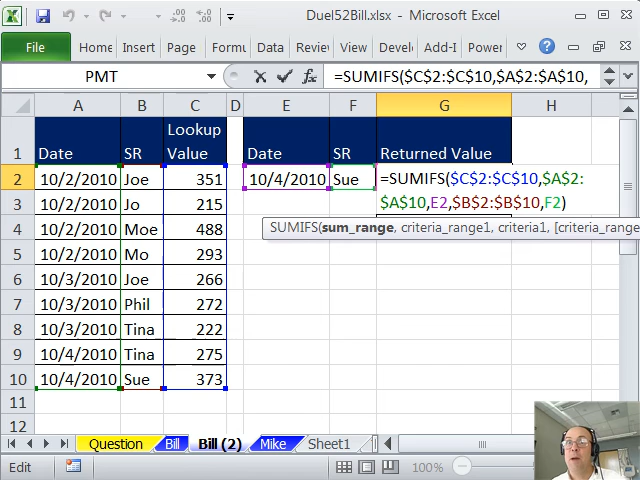 Duel52Bill.xlsx - Microsoft Excel
File Home Insert Page Formu Data Revie View Devel Add-I Power
PMT fx =SUMIFS($C$2:$C$10,$A$2:$A$10,
A B C D E F G H
1 Date SR Lookup Value Date SR Returned Value
2 10/2/2010 Joe 351 10/4/2010 Sue =SUMIFS($C$2:$C$10,$A$2:
3 10/2/2010 Jo 215 $A$10,E2,$B$2:$B$10,F2)
4 10/2/2010 Moe 488 SUMIFS(sum_range, criteria_range1, criteria1, [criteria_range
5 10/2/2010 Mo 293
6 10/3/2010 Joe 266
7 10/3/2010 Phil 272
8 10/3/2010 Tina 222
9 10/4/2010 Tina 275
10 10/4/2010 Sue 373
11
12
Question Bill Bill (2) Mike Sheet1
Edit 100%